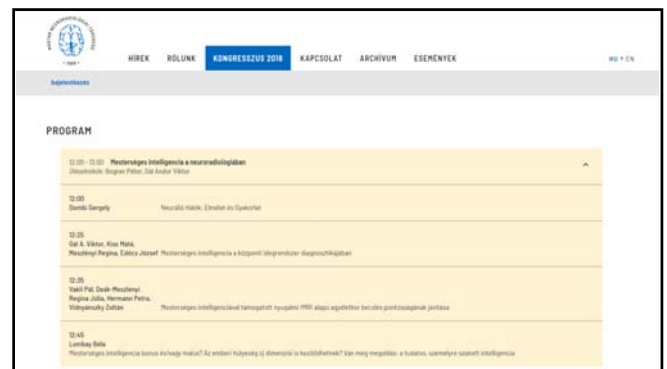 HÍREK RÓLUNK KONGRESSZUS 2018 KAPCSOLAT ARCHÍVUM ESEMÉNYEK HU • EN
bejelentkezés
PROGRAM
12:00 - 13:00 Mesterséges intelligencia a neuroradiológiában
Üléselnökök: Bogner Péter, Gál Andor Viktor
12:00
Dombi Gergely Neurális Hálók: Elmélet és Gyakorlat
12:25
Gál A. Viktor, Kiss Máté,
Meszlényi Regina, Edöcs József Mesterséges intelligencia a központi idegrendszer diagnosztikájában
12:35
Vakli Pál, Deák-Meszlényi
Regina Júlia, Hermann Petra,
Vidnyánszky Zoltán Mesterséges intelligenciával támogatott nyugalmi fMRI alapú agyéletkor becslés pontosságának javítása
12:45
Lombay Béla
Mesterséges intelligencia bonus és/vagy malus? Az emberi hülyeség új dimenziói is kezdődhetnek? Van még megoldás: a tudatos, személyre szabott intelligencia